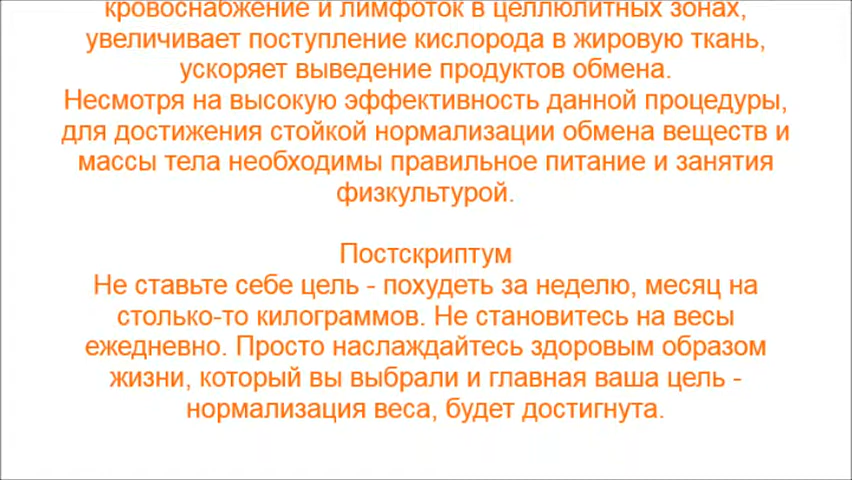 кровоснабжение и лимфоток в целлюлитных зонах,
увеличивает поступление кислорода в жировую ткань,
ускоряет выведение продуктов обмена.
Несмотря на высокую эффективность данной процедуры,
для достижения стойкой нормализации обмена веществ и
массы тела необходимы правильное питание и занятия
физкультурой.
Постскриптум
Не ставьте себе цель - похудеть за неделю, месяц на
столько-то килограммов. Не становитесь на весы
ежедневно. Просто наслаждайтесь здоровым образом
жизни, который вы выбрали и главная ваша цель -
нормализация веса, будет достигнута.